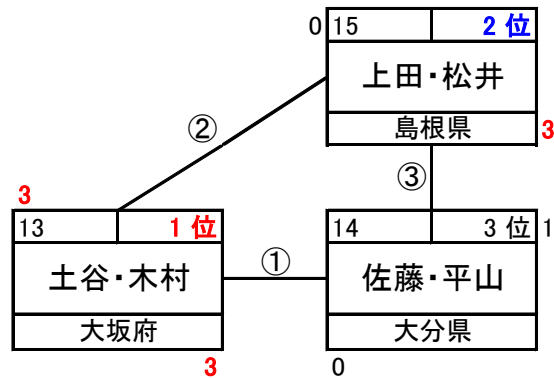 0 15 2 位
上田・松井
島根県 3
②
③
3
13 1 位
土谷・木村
大坂府
3
①
14 3 位 1
佐藤・平山
大分県
0